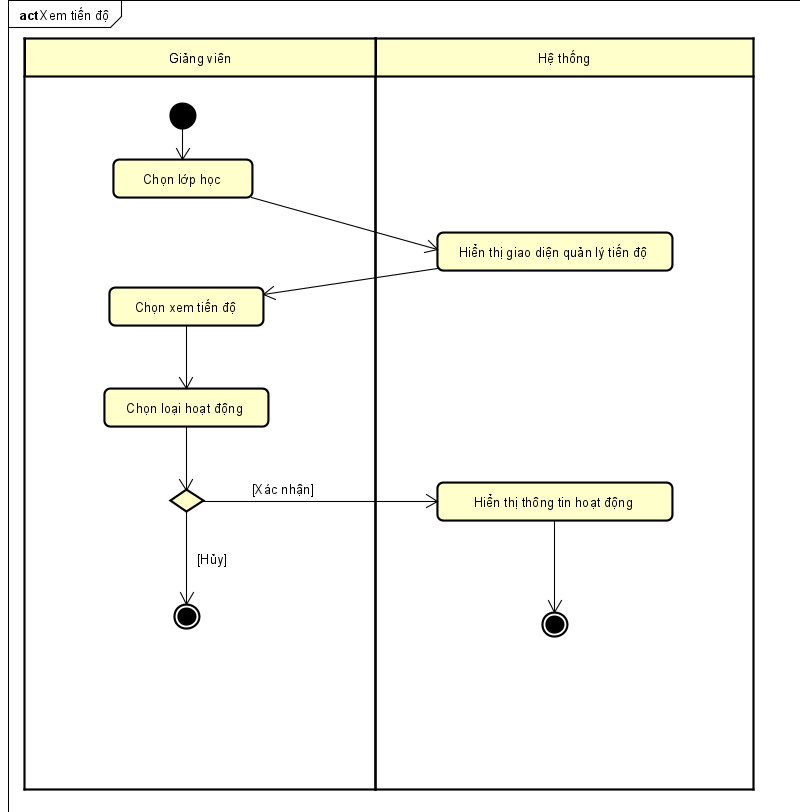 act Xem tiến độ
Giảng viên
Hệ thống
Chọn lớp học
Hiển thị giao diện quản lý tiến độ
Chọn xem tiến độ
Chọn loại hoạt động
[Xác nhận]
Hiển thị thông tin hoạt động
[Hủy]